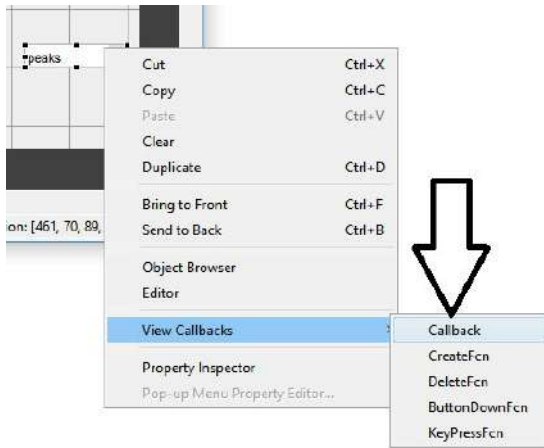 peaks
Cut Ctrl+X
Copy Ctrl+C
Paste Ctrl+V
Clear
Duplicate Ctrl+D
Bring to Front Ctrl+F
Send to Back Ctrl+B
ion: [461, 70, 89,
Object Browser
Editor
View Callbacks
Callback
CreateFcn
DeleteFcn
ButtonDownFcn
KeyPressFcn
Property Inspector
Pop-up Menu Property Editor...